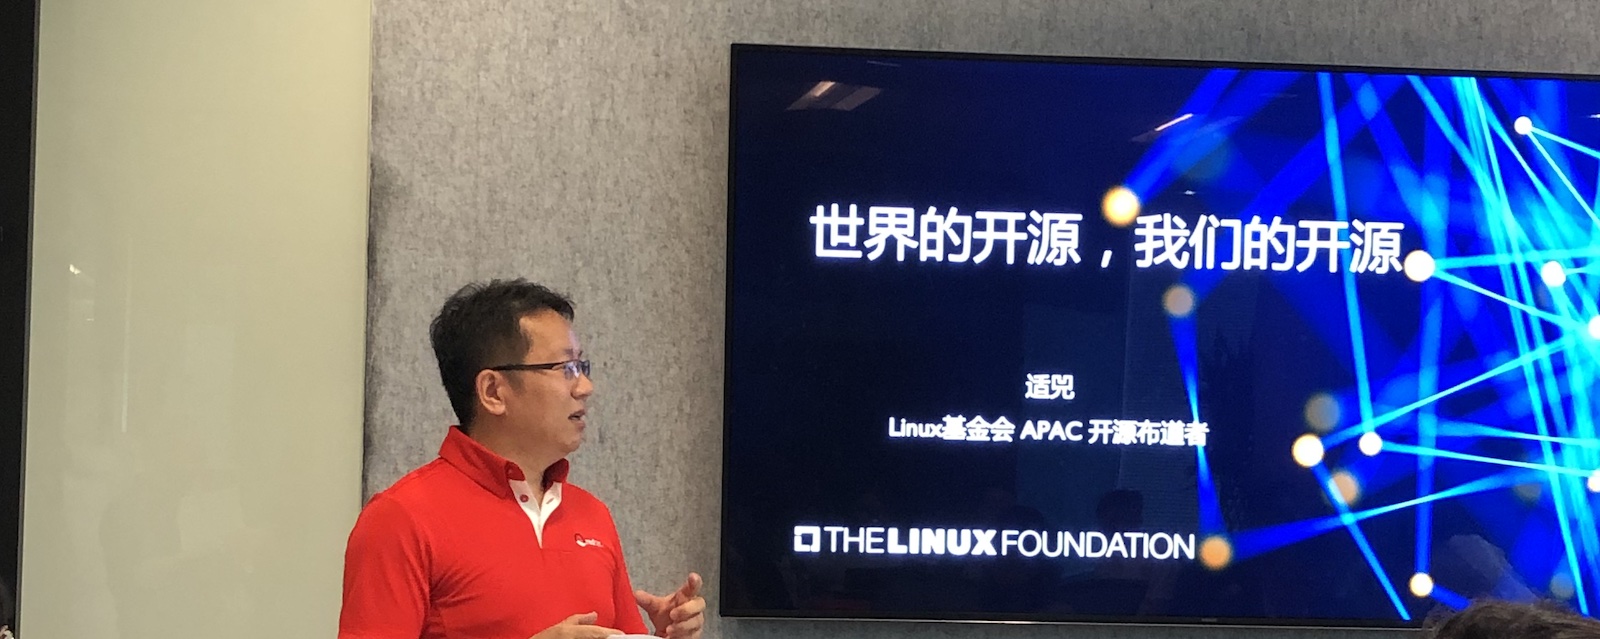 世界的开源，我们的开源
适兕
Linux基金会 APAC 开源布道者
THE LINUX FOUNDATION